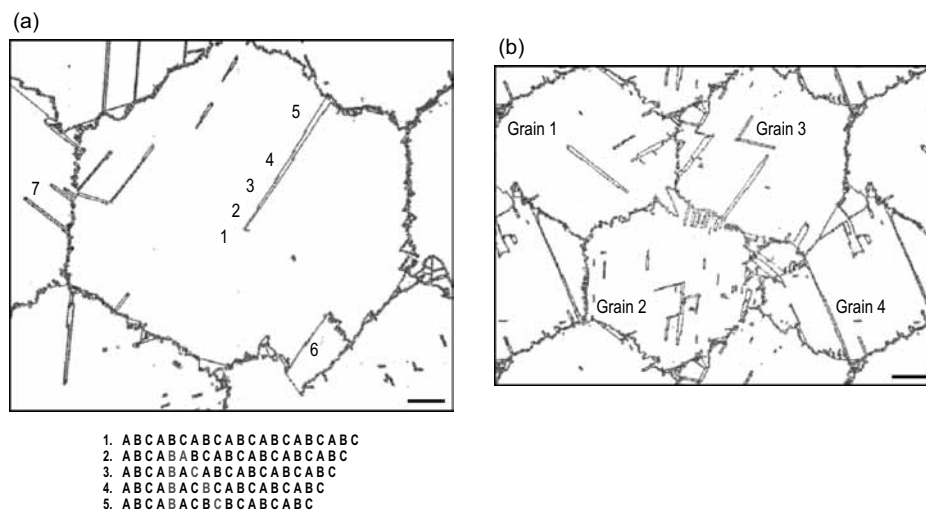 (a)
(b)
5
4
3
2
1
7
6
Grain 1
Grain 3
Grain 2
Grain 4
1. A B C A B C A B C A B C A B C A B C A B C
2. A B C A B A B C A B C A B C A B C A B C
3. A B C A B A C A B C A B C A B C A B C
4. A B C A B A C B C A B C A B C A B C
5. A B C A B A C B C B C A B C A B C